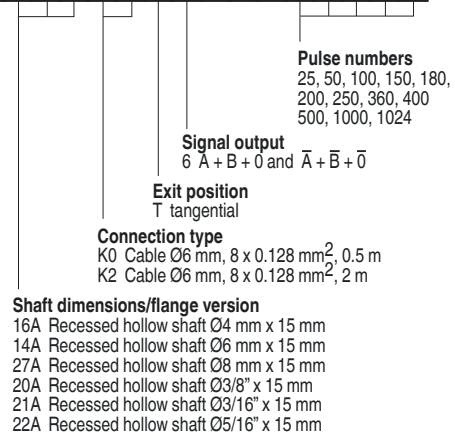 Pulse numbers
25, 50, 100, 150, 180,
200, 250, 360, 400
500, 1000, 1024
Signal output
6 A + B + 0 and A̅ + B̅ + 0̅
Exit position
T tangential
Connection type
K0 Cable Ø6 mm, 8 x 0.128 mm², 0.5 m
K2 Cable Ø6 mm, 8 x 0.128 mm², 2 m
Shaft dimensions/flange version
16A Recessed hollow shaft Ø4 mm x 15 mm
14A Recessed hollow shaft Ø6 mm x 15 mm
27A Recessed hollow shaft Ø8 mm x 15 mm
20A Recessed hollow shaft Ø3/8” x 15 mm
21A Recessed hollow shaft Ø3/16” x 15 mm
22A Recessed hollow shaft Ø5/16” x 15 mm